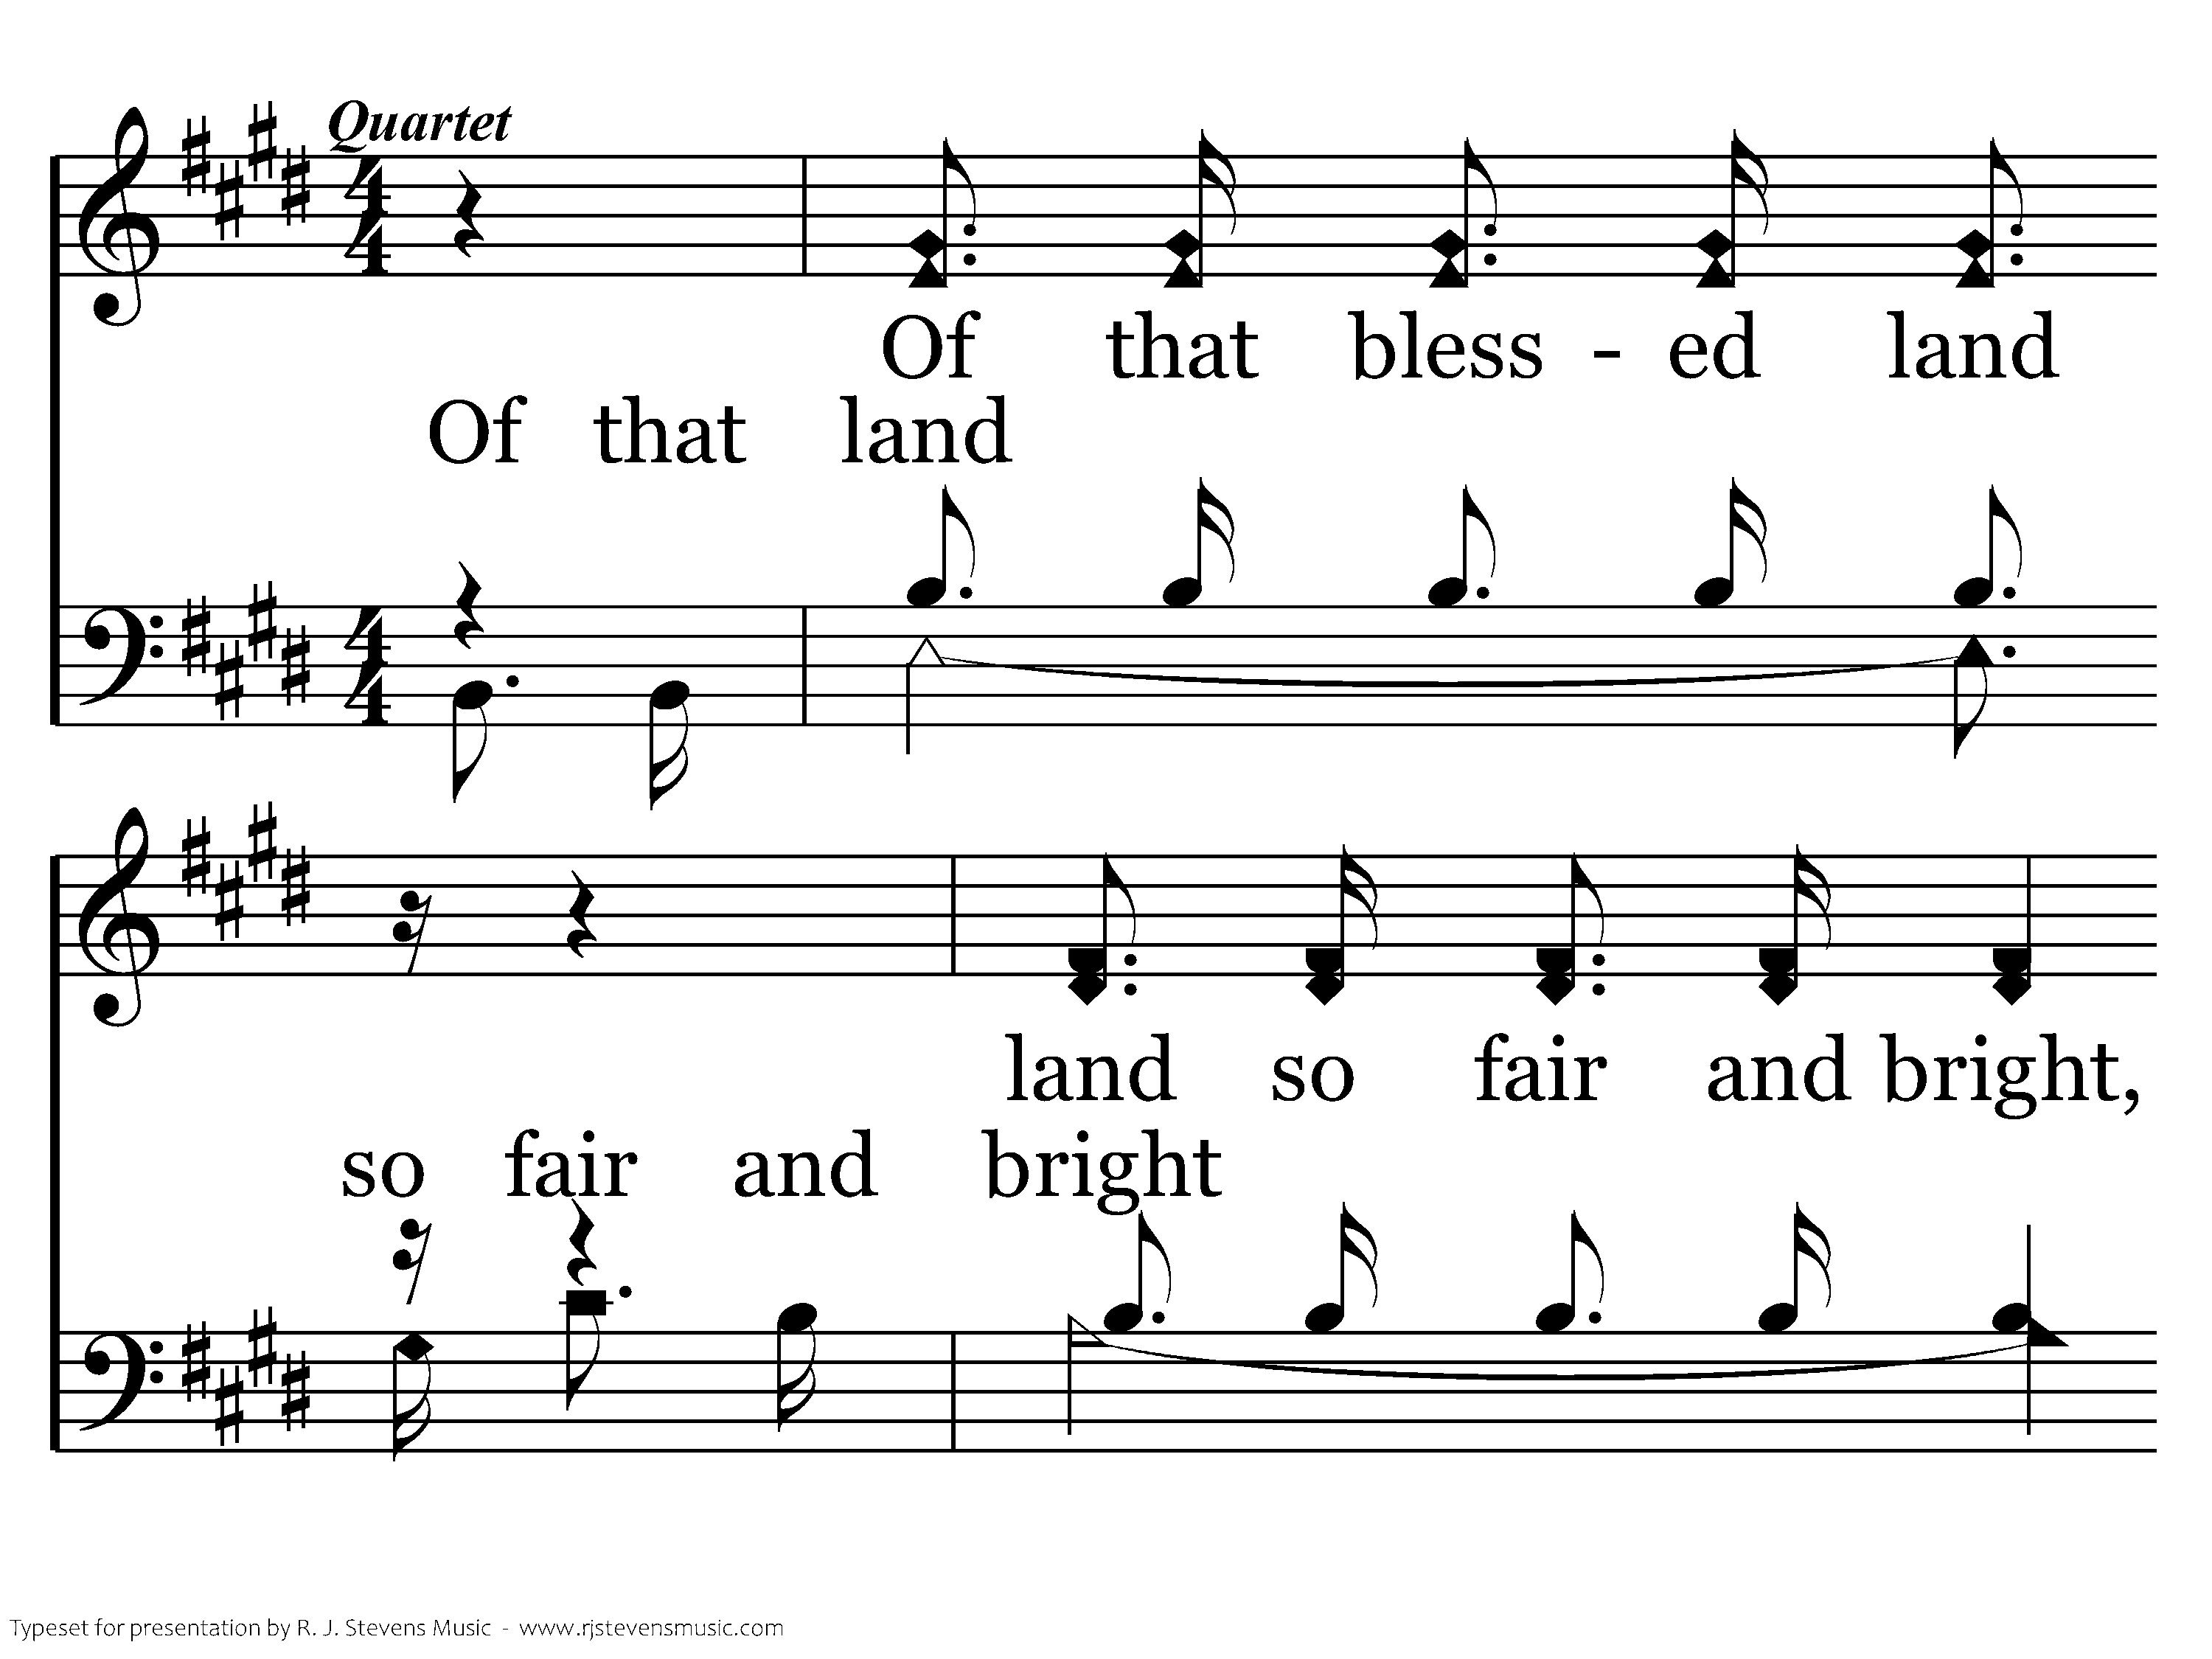 Quartet
Of that bless - ed land
Of that land
land so fair and bright,
so fair and bright
Typeset for presentation by R. J. Stevens Music - www.rjstevensmusic.com